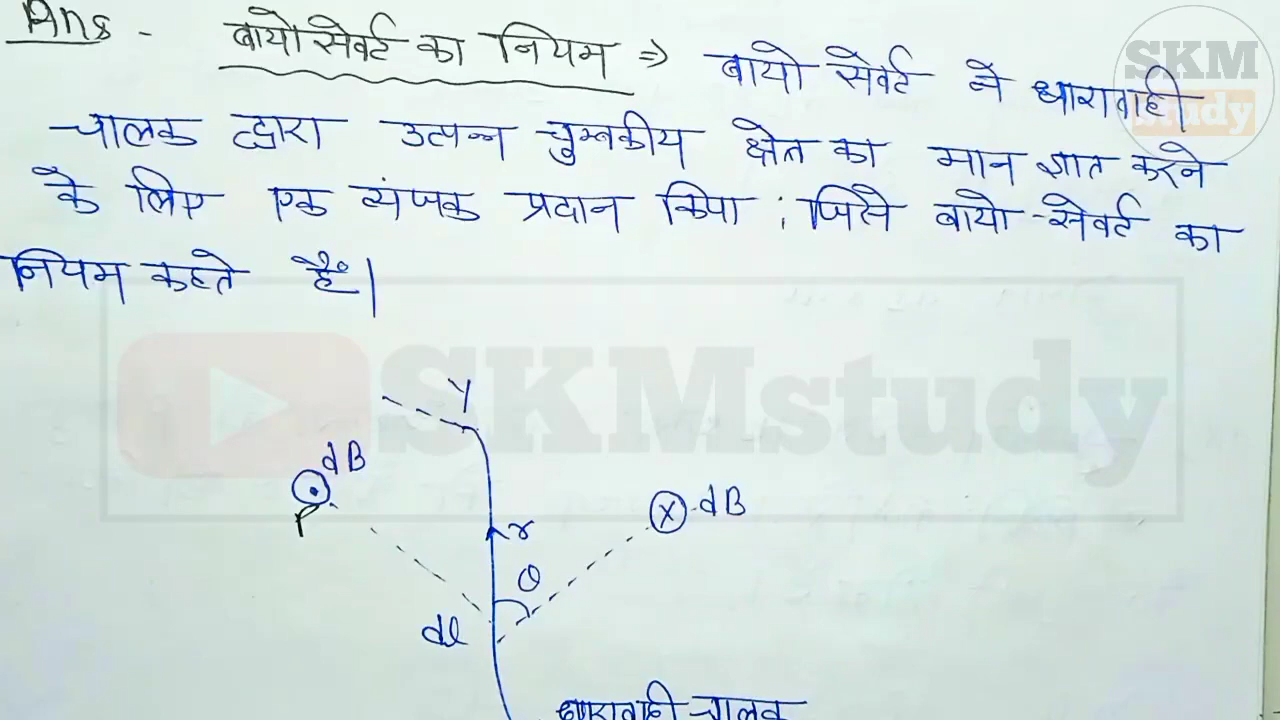 Ans - बायो सेवर्ट का नियम ⇒ बायो सेवर्ट ने धारावाही
चालक द्वारा उत्पन्न चुम्बकीय क्षेत्र का मान ज्ञात करने
के लिए एक व्यंजक प्रदान किया ; जिसे बायो-सेवर्ट का
नियम कहते हैं।
SKM
study
SKMstudy
Y
dB
P
dB
r
θ
dl
धारावाही चालक